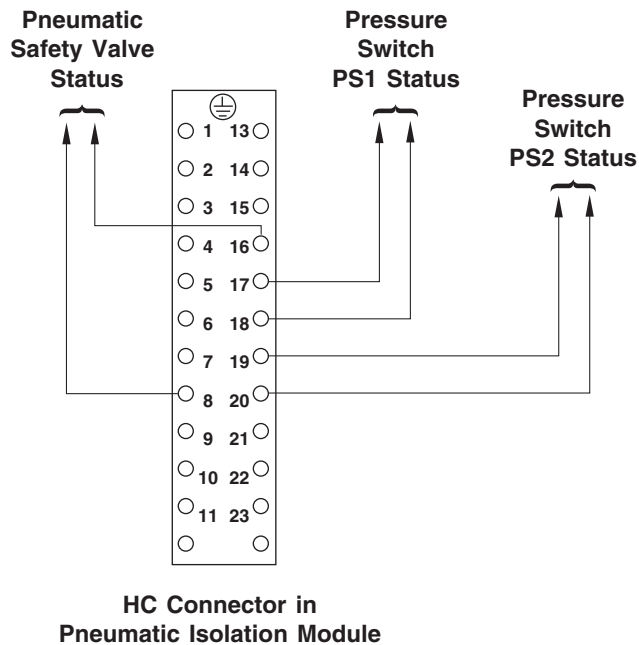 Pneumatic
Safety Valve
Status
Pressure
Switch
PS1 Status
Pressure
Switch
PS2 Status
1 13
2 14
3 15
4 16
5 17
6 18
7 19
8 20
9 21
10 22
11 23
HC Connector in
Pneumatic Isolation Module